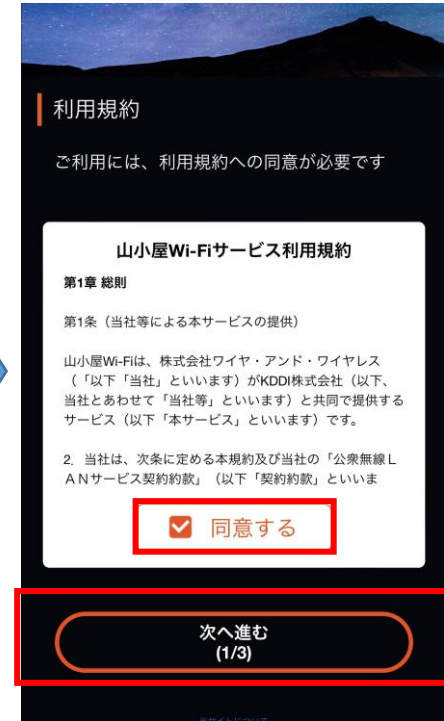 利用規約
ご利用には、利用規約への同意が必要です
山小屋Wi-Fiサービス利用規約
第1章 総則
第1条（当社等による本サービスの提供）
山小屋Wi-Fiは、株式会社ワイヤ・アンド・ワイヤレス
（「以下「当社」といいます）がKDDI株式会社（以下、
当社とあわせて「当社等」といいます）と共同で提供する
サービス（以下「本サービス」といいます）です。
2．当社は、次条に定める本規約及び当社の「公衆無線Ｌ
ＡＮサービス契約約款」（以下「契約約款」といいま
同意する
次へ進む
(1/3)